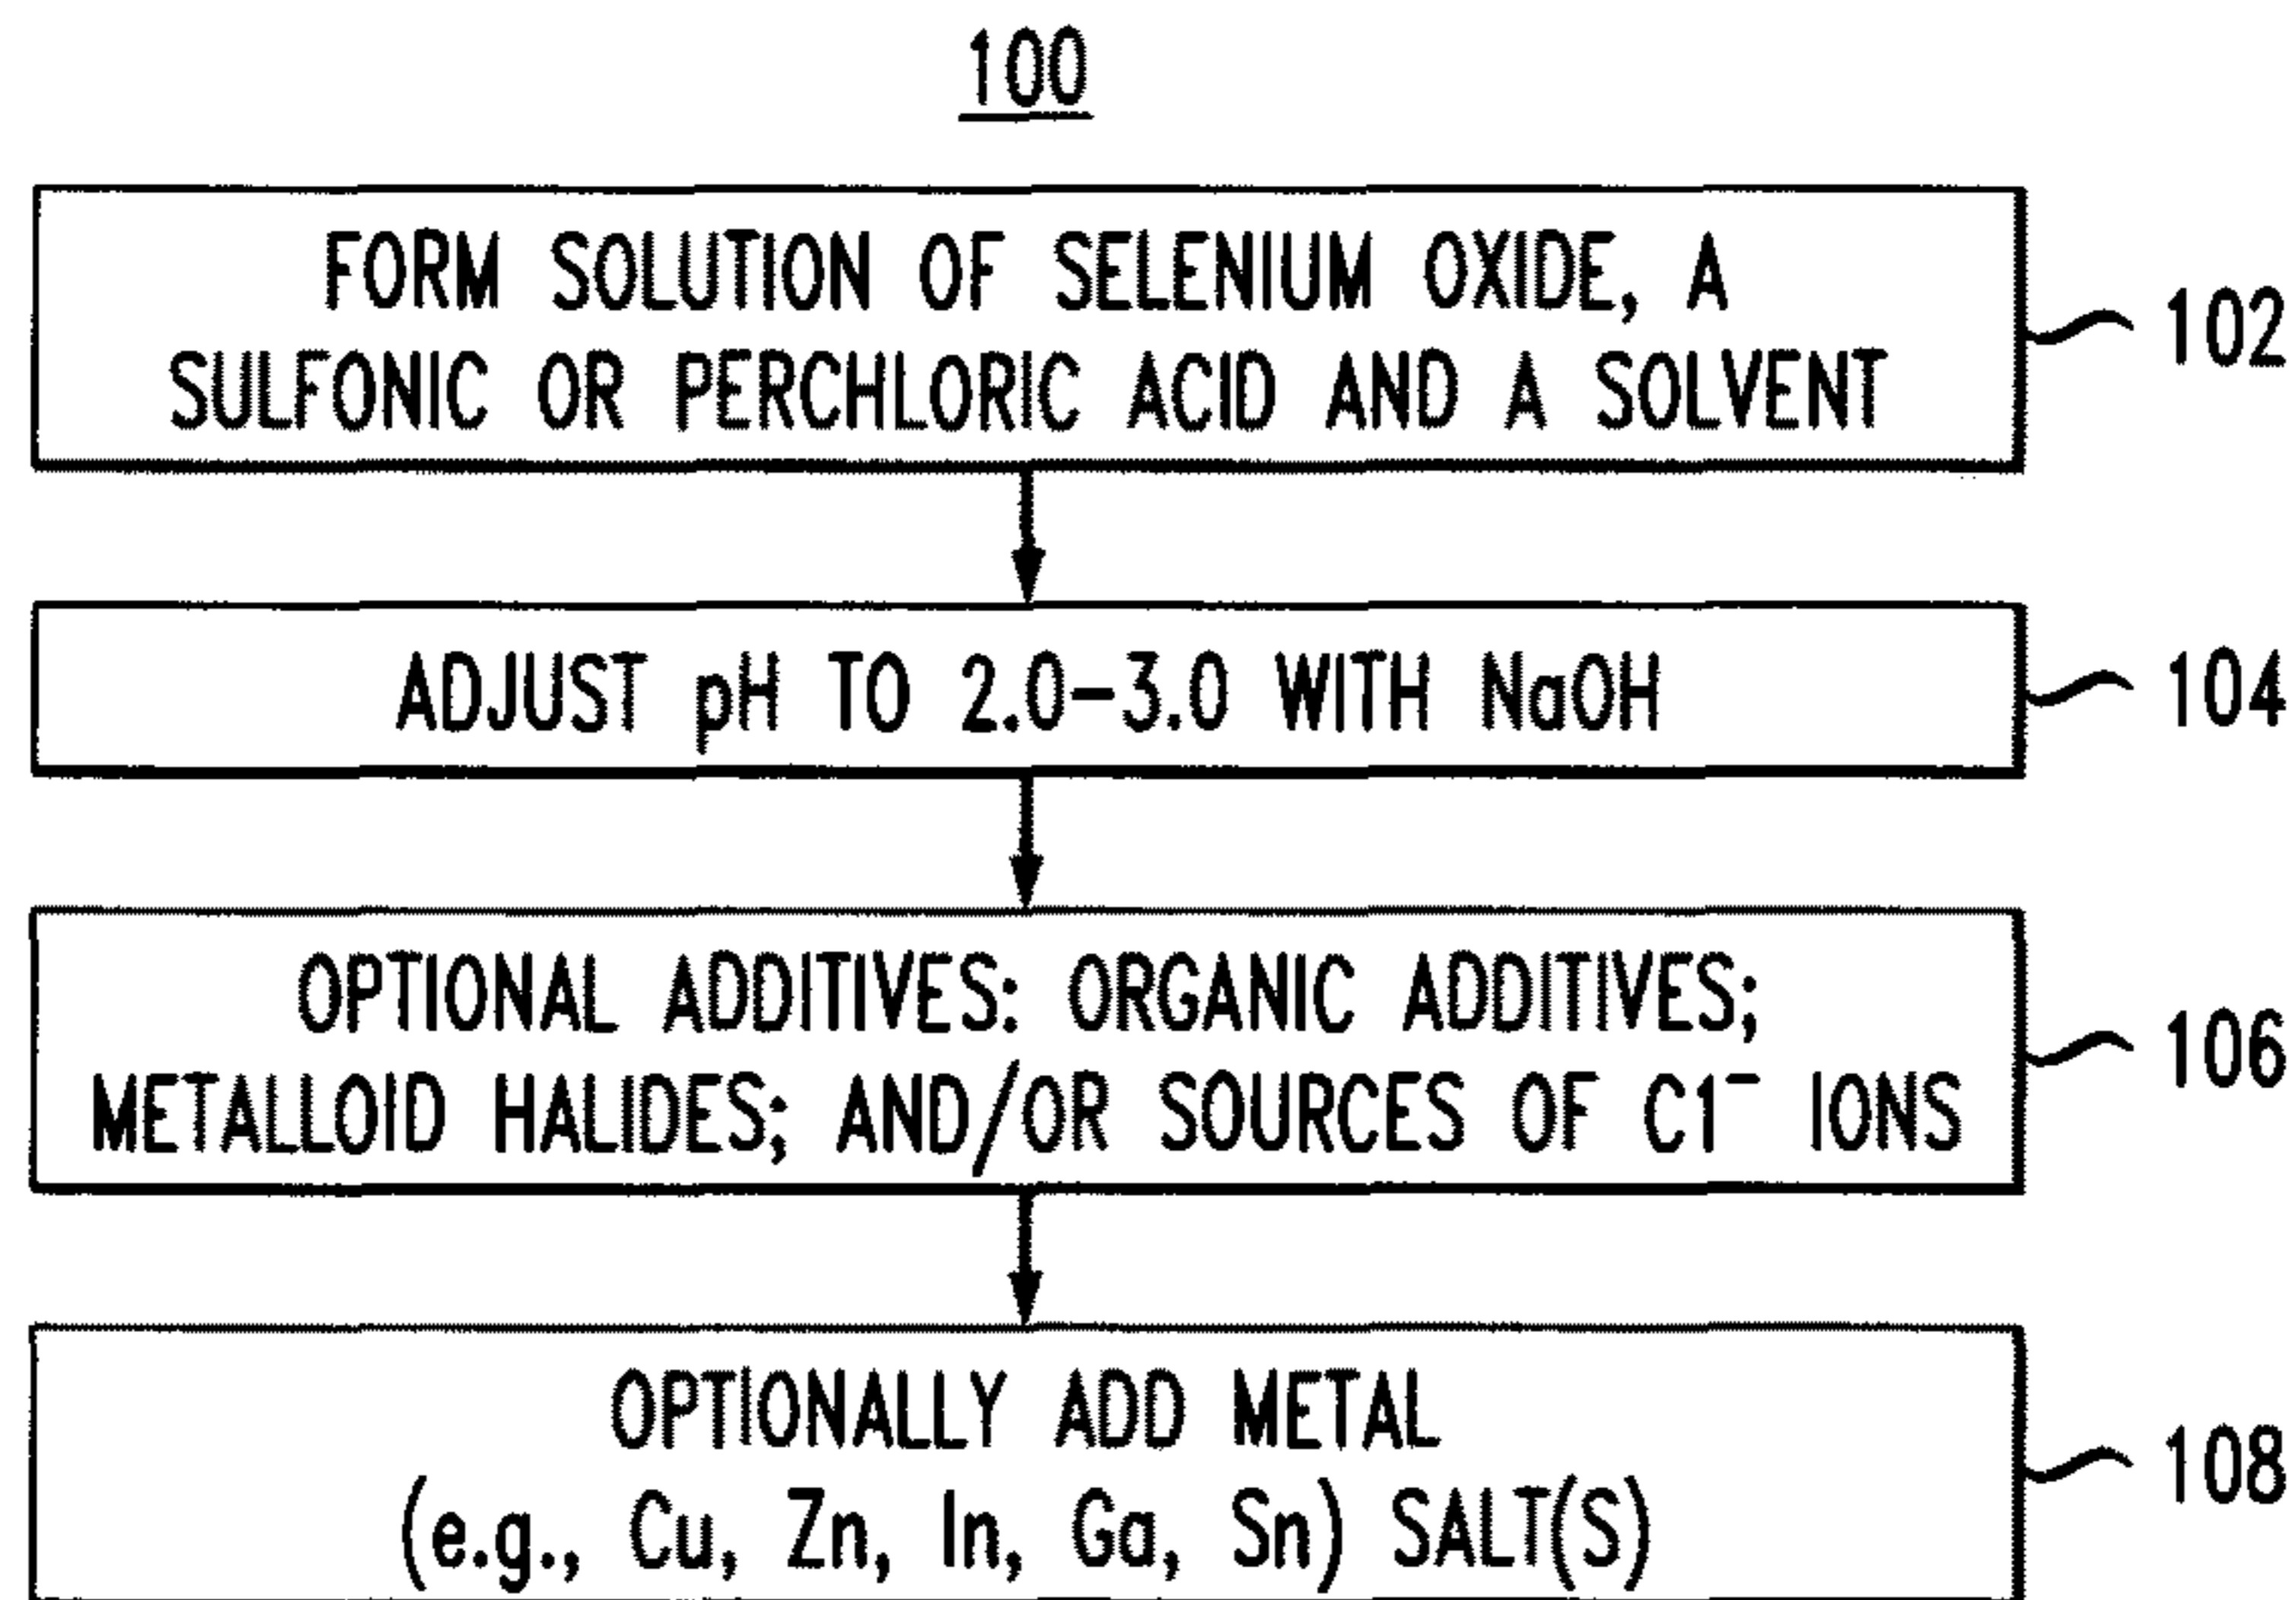 100
FORM SOLUTION OF SELENIUM OXIDE, A
SULFONIC OR PERCHLORIC ACID AND A SOLVENT
102
ADJUST pH TO 2.0-3.0 WITH NaOH
104
OPTIONAL ADDITIVES: ORGANIC ADDITIVES;
METALLOID HALIDES; AND/OR SOURCES OF C1⁻ IONS
106
OPTIONALLY ADD METAL
(e.g., Cu, Zn, In, Ga, Sn) SALT(S)
108